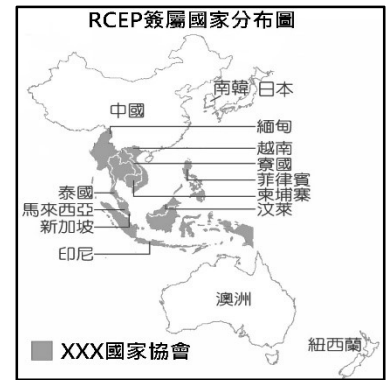 RCEP簽屬國家分布圖
南韓
日本
中國
緬甸
越南
寮國
菲律賓
柬埔寨
汶萊
泰國
馬來西亞
新加坡
印尼
澳洲
紐西蘭
XXX國家協會